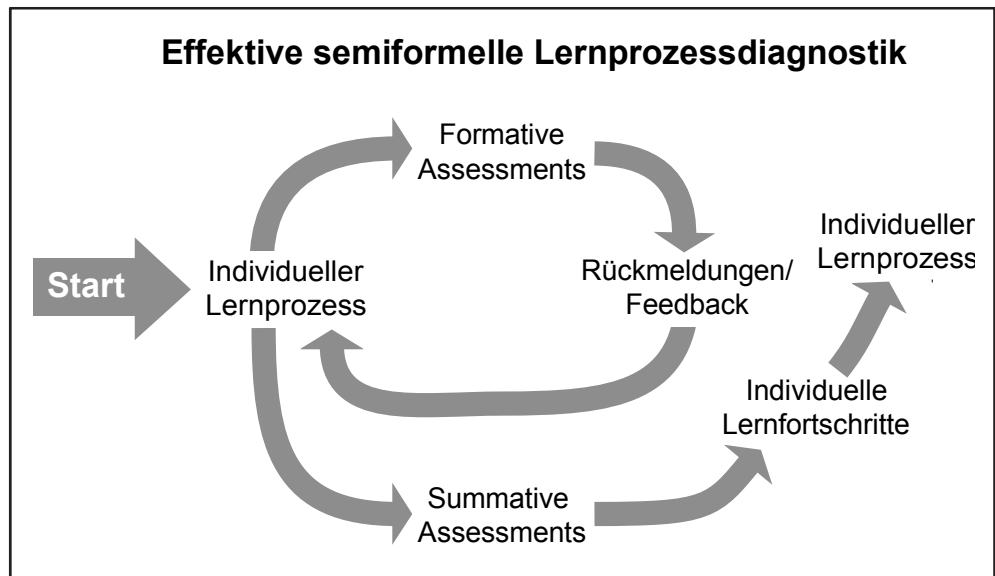 Effektive semiformelle Lernprozessdiagnostik
Formative
Assessments
Start
Individueller
Lernprozess
Rückmeldungen/
Feedback
Individueller
Lernprozess
Individuelle
Lernfortschritte
Summative
Assessments